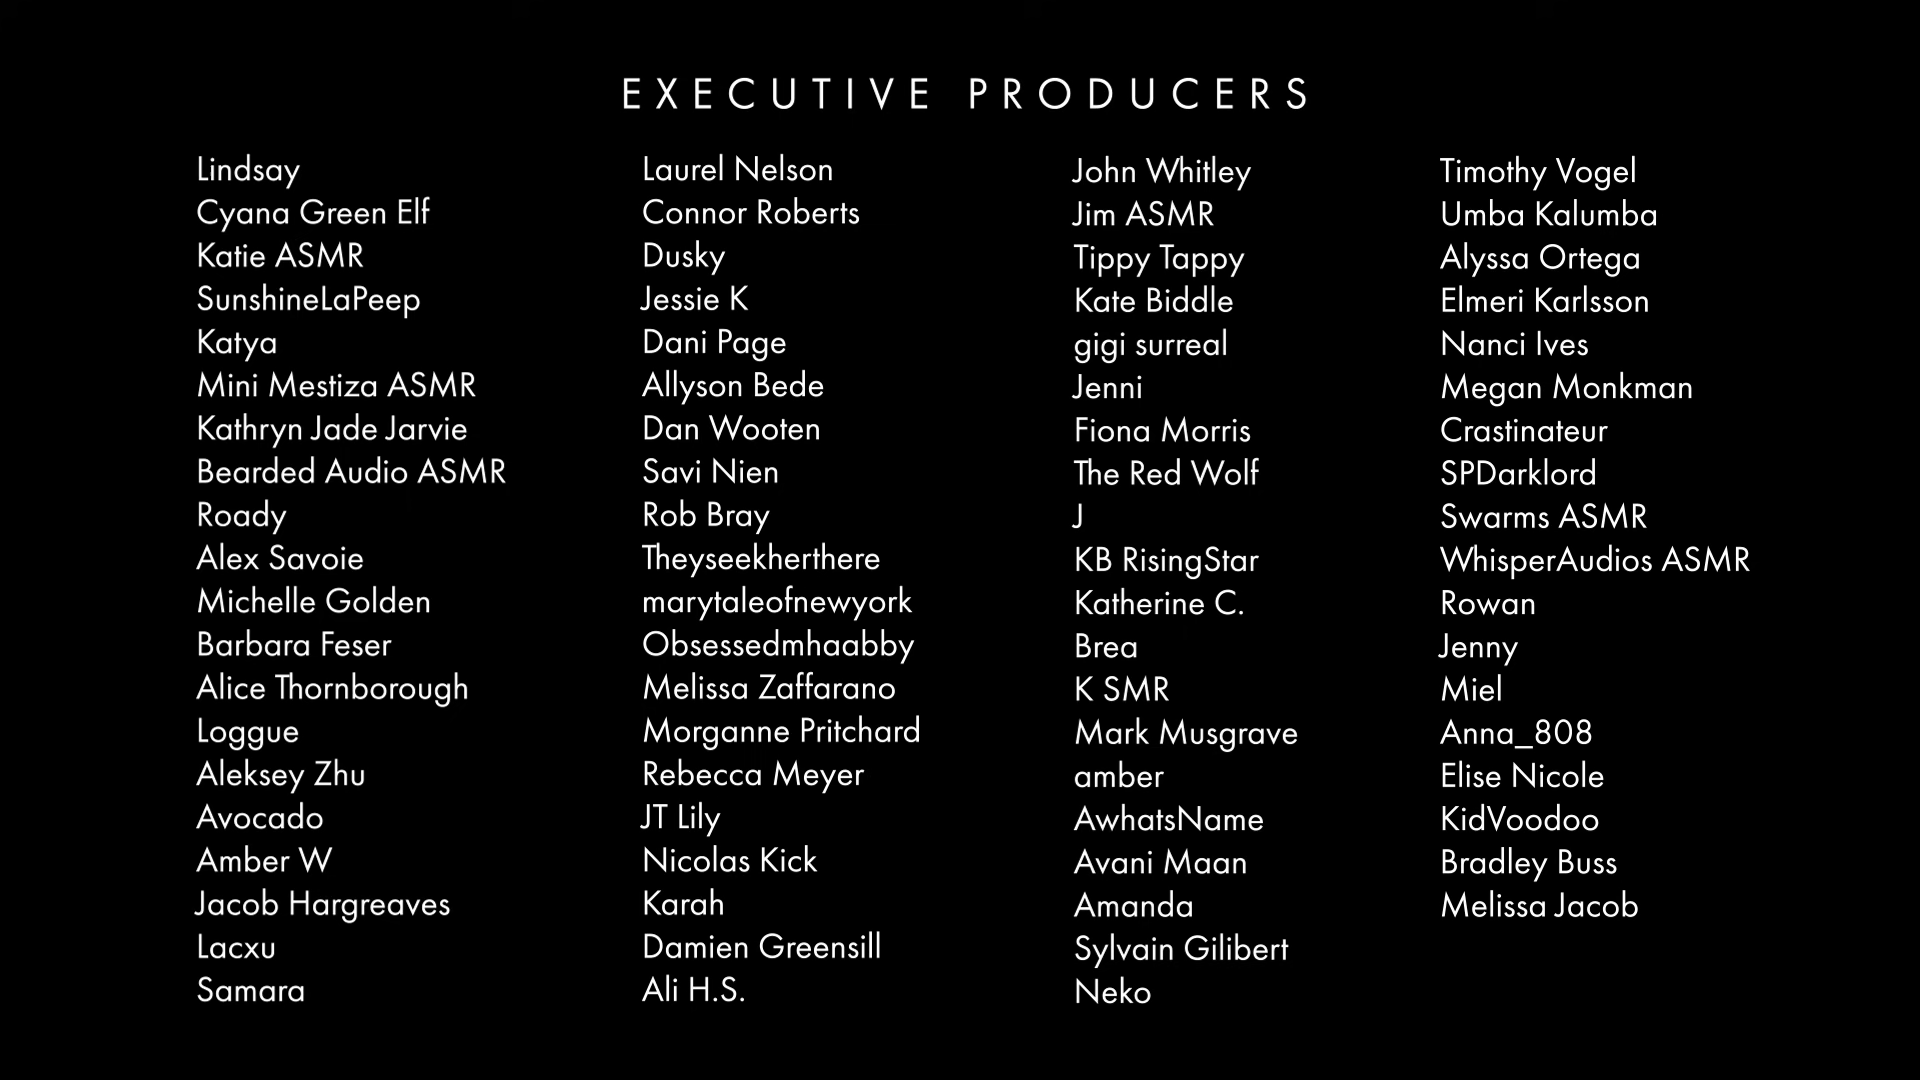 EXECUTIVE PRODUCERS
Lindsay
Cyana Green Elf
Katie ASMR
SunshineLaPeep
Katya
Mini Mestiza ASMR
Kathryn Jade Jarvie
Bearded Audio ASMR
Roady
Alex Savoie
Michelle Golden
Barbara Feser
Alice Thornborough
Loggue
Aleksey Zhu
Avocado
Amber W
Jacob Hargreaves
Lacxu
Samara
Laurel Nelson
Connor Roberts
Dusky
Jessie K
Dani Page
Allyson Bede
Dan Wooten
Savi Nien
Rob Bray
Theyseekherthere
marytaleofnewyork
Obsessedmhaabby
Melissa Zaffarano
Morganne Pritchard
Rebecca Meyer
JT Lily
Nicolas Kick
Karah
Damien Greensill
Ali H.S.
John Whitley
Jim ASMR
Tippy Tappy
Kate Biddle
gigi surreal
Jenni
Fiona Morris
The Red Wolf
J
KB RisingStar
Katherine C.
Brea
K SMR
Mark Musgrave
amber
AwhatsName
Avani Maan
Amanda
Sylvain Gilibert
Neko
Timothy Vogel
Umba Kalumba
Alyssa Ortega
Elmeri Karlsson
Nanci Ives
Megan Monkman
Crastinateur
SPDarklord
Swarms ASMR
WhisperAudios ASMR
Rowan
Jenny
Miel
Anna_808
Elise Nicole
KidVoodoo
Bradley Buss
Melissa Jacob